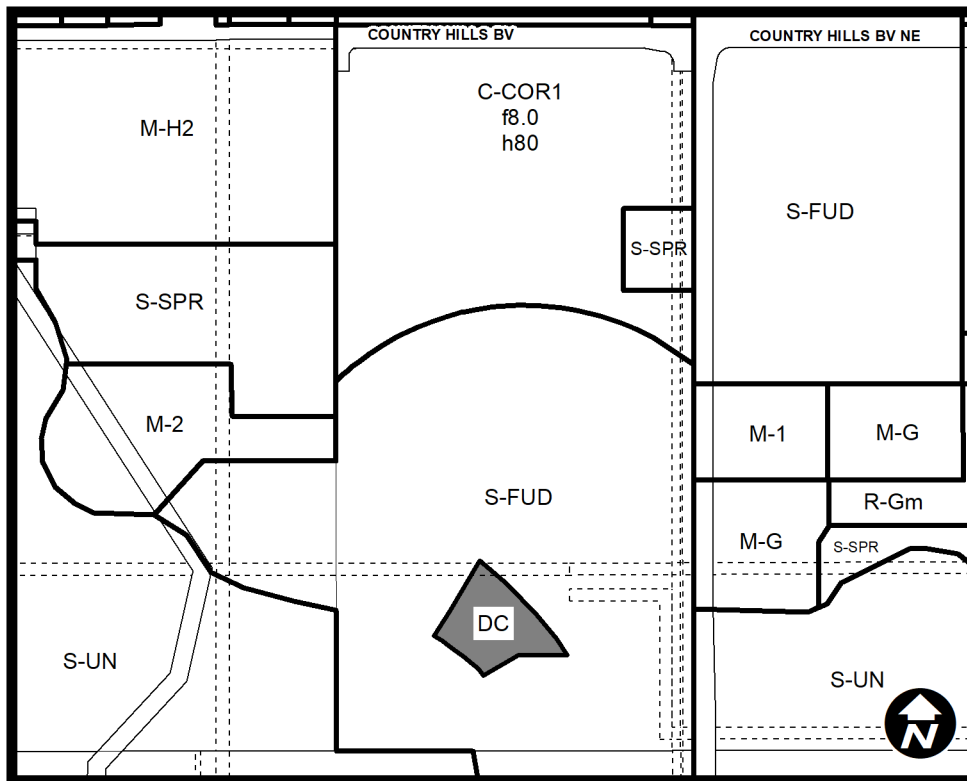 COUNTRY HILLS BV
COUNTRY HILLS BV NE
C-COR1
f8.0
h80
M-H2
S-FUD
S-SPR
S-SPR
M-2
M-1
M-G
S-FUD
R-Gm
M-G
S-SPR
DC
S-UN
S-UN
N